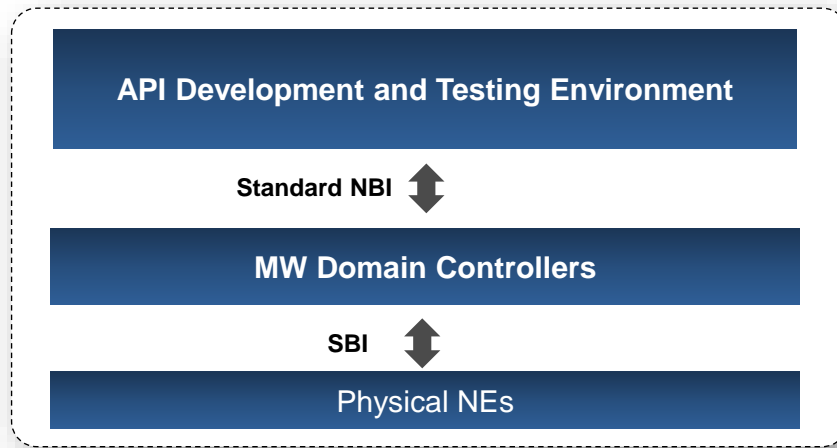 API Development and Testing Environment
Standard NBI
MW Domain Controllers
SBI
Physical NEs